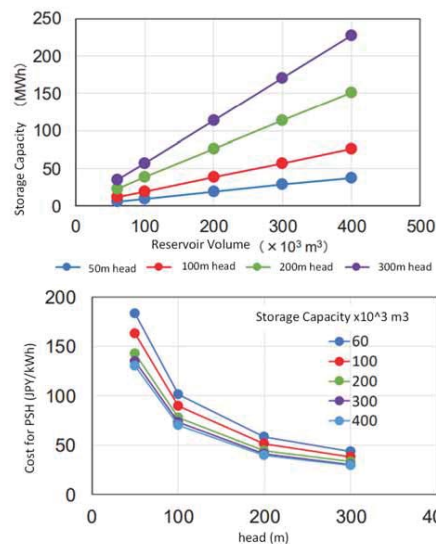 250
200
150
100
50
0
Storage Capacity (MWh)
0 100 200 300 400 500
Reservoir Volume (×10³ m³)
50m head 100m head 200m head 300m head
200
150
100
50
0
Cost for PSH (JPY/kWh)
Storage Capacity x10^3 m3
60
100
200
300
400
0 100 200 300
head (m)